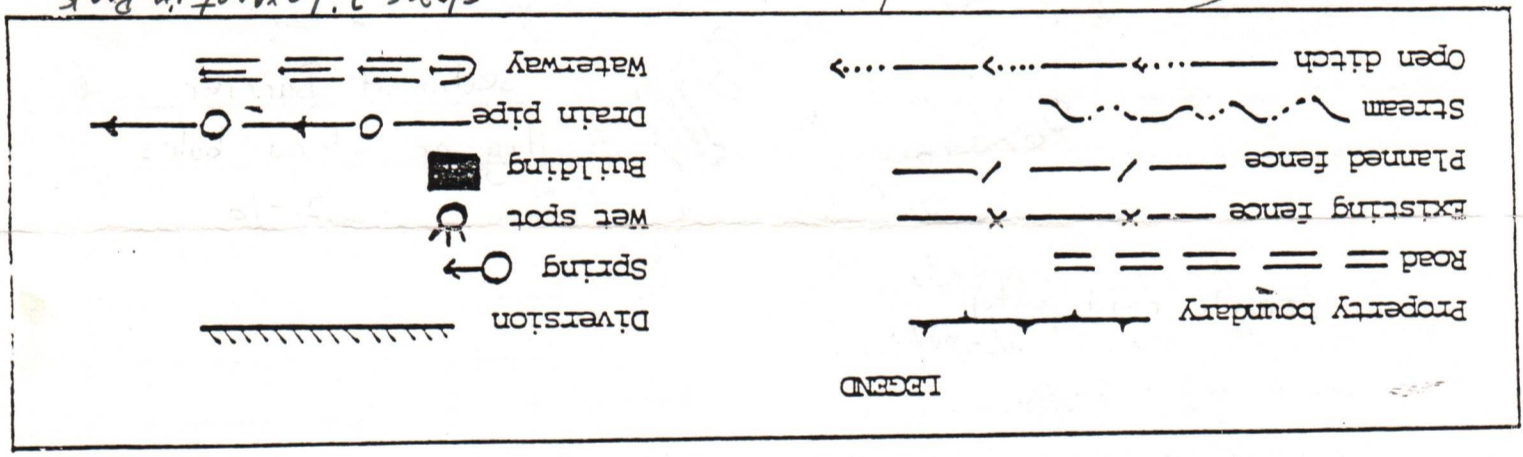 LEGEND
Property boundary
Road
Existing fence
Planned fence
Stream
Open ditch
Diversion
Spring
Wet spot
Building
Drain pipe
Waterway